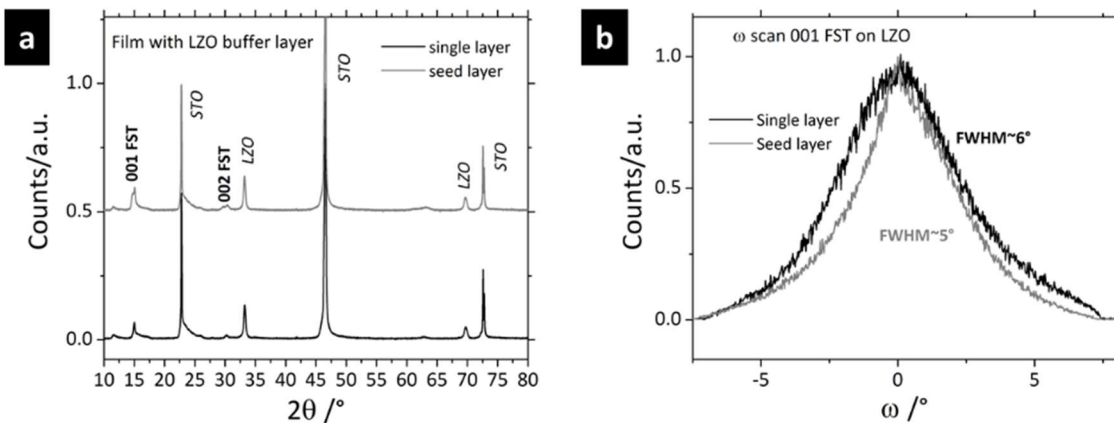 a
Film with LZO buffer layer
single layer
seed layer
001 FST
STO
002 FST
LZO
STO
LZO
STO
1.0
0.5
0.0
Counts/a.u.
10 15 20 25 30 35 40 45 50 55 60 65 70 75 80
2θ /°
b
ω scan 001 FST on LZO
Single layer
Seed layer
FWHM~6°
FWHM~5°
1.0
0.5
0.0
Counts/a.u.
-5 0 5
ω /°